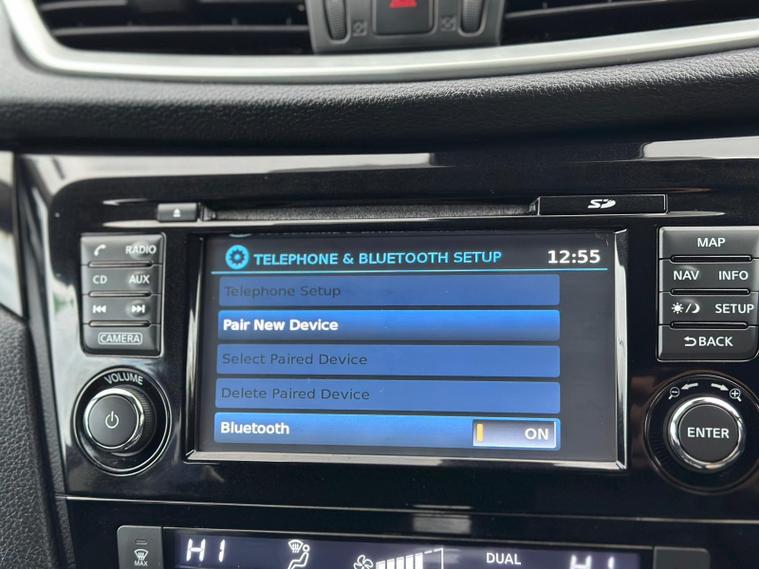 SD
RADIO
CD AUX
CAMERA
VOLUME
TELEPHONE & BLUETOOTH SETUP 12:55
Telephone Setup
Pair New Device
Select Paired Device
Delete Paired Device
Bluetooth ON
MAP
NAV INFO
SETUP
BACK
ENTER
MAX
HI
DUAL
HI